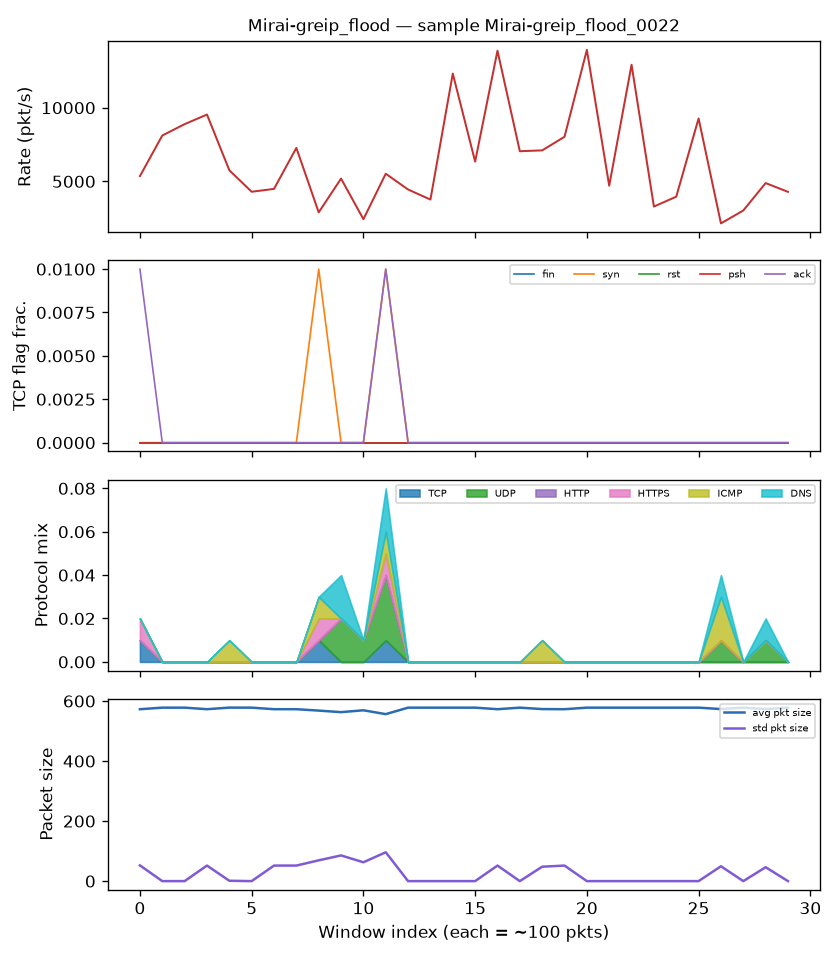 Mirai-greip_flood — sample Mirai-greip_flood_0022
Rate (pkt/s)
10000
5000
TCP flag frac.
0.0100
0.0075
0.0050
0.0025
0.0000
fin syn rst psh ack
Protocol mix
0.08
0.06
0.04
0.02
0.00
TCP UDP HTTP HTTPS ICMP DNS
Packet size
600
400
200
0
avg pkt size
std pkt size
0 5 10 15 20 25 30
Window index (each = ~100 pkts)